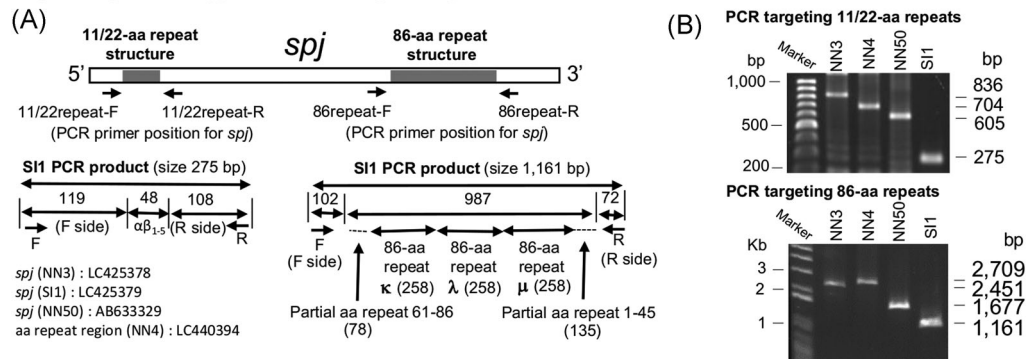 (A)
11/22-aa repeat
structure
spj
86-aa repeat
structure
5’
3’
11/22repeat-F
11/22repeat-R
86repeat-F
86repeat-R
(PCR primer position for spj)
(PCR primer position for spj)
SI1 PCR product (size 275 bp)
119
48
108
(F side)
αβ1-5
(R side)
F
R
SI1 PCR product (size 1,161 bp)
102
987
72
F
R
(F side)
(R side)
86-aa
repeat
κ (258)
86-aa
repeat
λ (258)
86-aa
repeat
μ (258)
Partial aa repeat 61-86
(78)
Partial aa repeat 1-45
(135)
spj (NN3) : LC425378
spj (SI1) : LC425379
spj (NN50) : AB633329
aa repeat region (NN4) : LC440394
(B)
PCR targeting 11/22-aa repeats
Marker
NN3
NN4
NN50
SI1
bp
bp
1,000
500
200
836
704
605
275
PCR targeting 86-aa repeats
Marker
NN3
NN4
NN50
SI1
Kb
bp
3
2
1
2,709
2,451
1,677
1,161